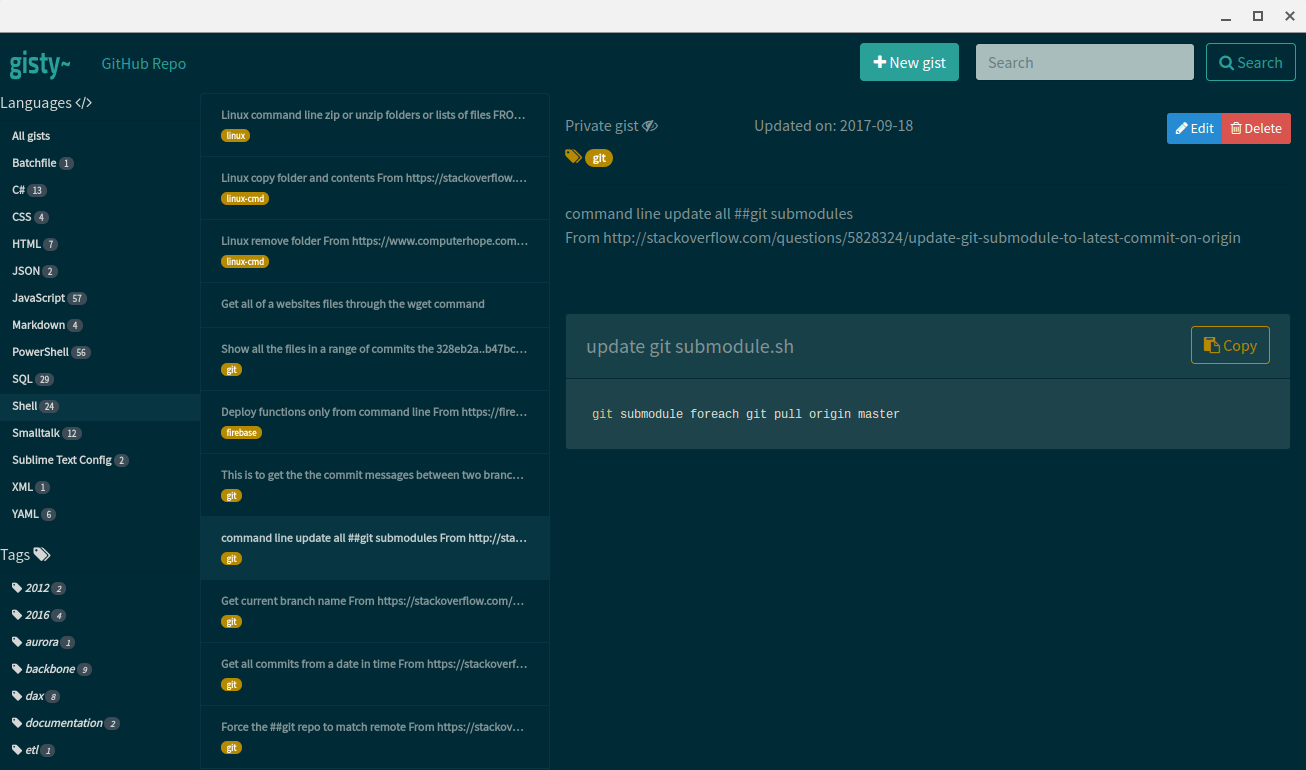 gisty~
GitHub Repo
New gist
Search
Search
Languages </>
All gists
Batchfile 1
C# 13
CSS 4
HTML 7
JSON 2
JavaScript 57
Markdown 4
PowerShell 56
SQL 29
Shell 24
Smalltalk 12
Sublime Text Config 2
XML 1
YAML 6
Tags
2012 2
2016 4
aurora 1
backbone 9
dax 8
documentation 2
etl 1
Linux command line zip or unzip folders or lists of files FRO...
linux
Linux copy folder and contents From https://stackoverflow....
linux-cmd
Linux remove folder From https://www.computerhope.com...
linux-cmd
Get all of a websites files through the wget command
Show all the files in a range of commits the 328eb2a..b47bc...
git
Deploy functions only from command line From https://fire...
firebase
This is to get the the commit messages between two branc...
git
command line update all ##git submodules From http://sta...
git
Get current branch name From https://stackoverflow.com/...
git
Get all commits from a date in time From https://stackoverf...
git
Force the ##git repo to match remote From https://stackov...
git
Private gist
Updated on: 2017-09-18
Edit
Delete
git
command line update all ##git submodules
From http://stackoverflow.com/questions/5828324/update-git-submodule-to-latest-commit-on-origin
update git submodule.sh
Copy
git submodule foreach git pull origin master